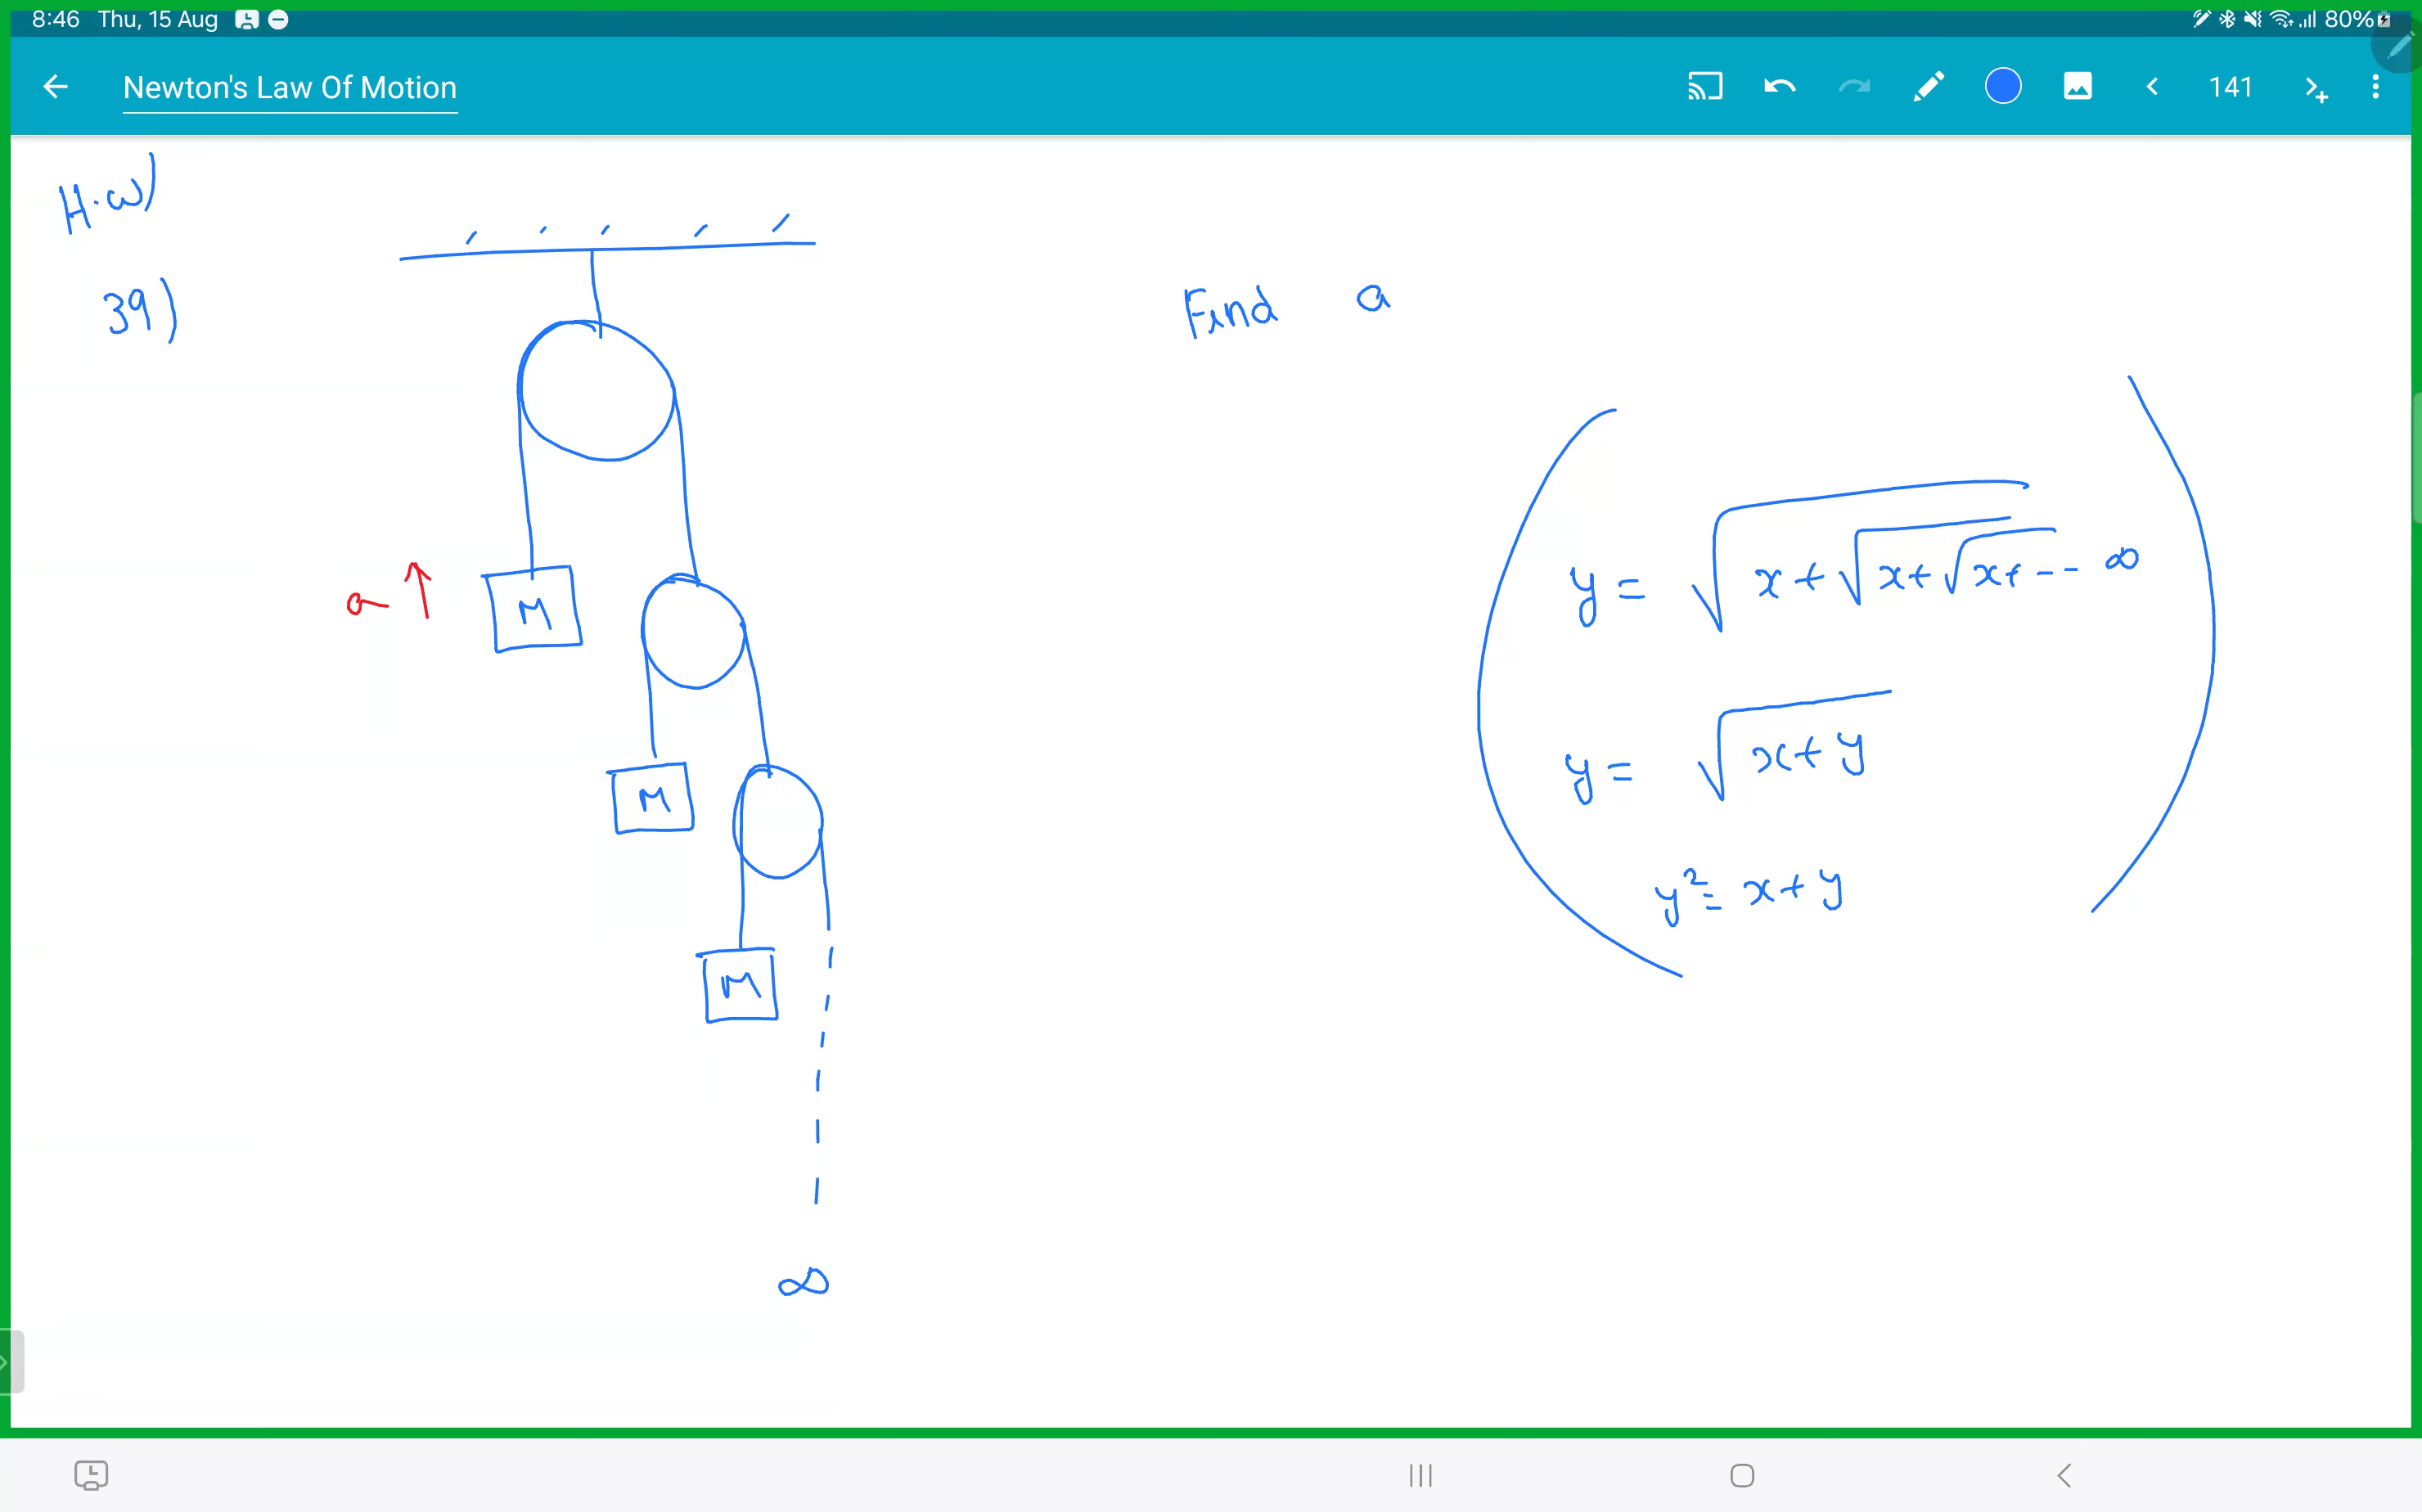 8:46 Thu, 15 Aug 80%
Newton's Law Of Motion 141
H.w)
39)
Find a
a ↑
M
M
M
∞
y = √(x+√(x+√(x+-- ∞
y = √(x+y)
y² = x+y